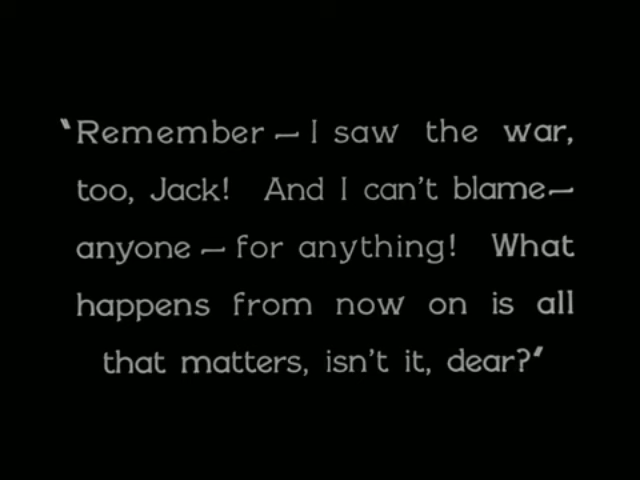 "Remember — I saw the war,
too, Jack! And I can't blame—
anyone — for anything! What
happens from now on is all
that matters, isn't it, dear?"